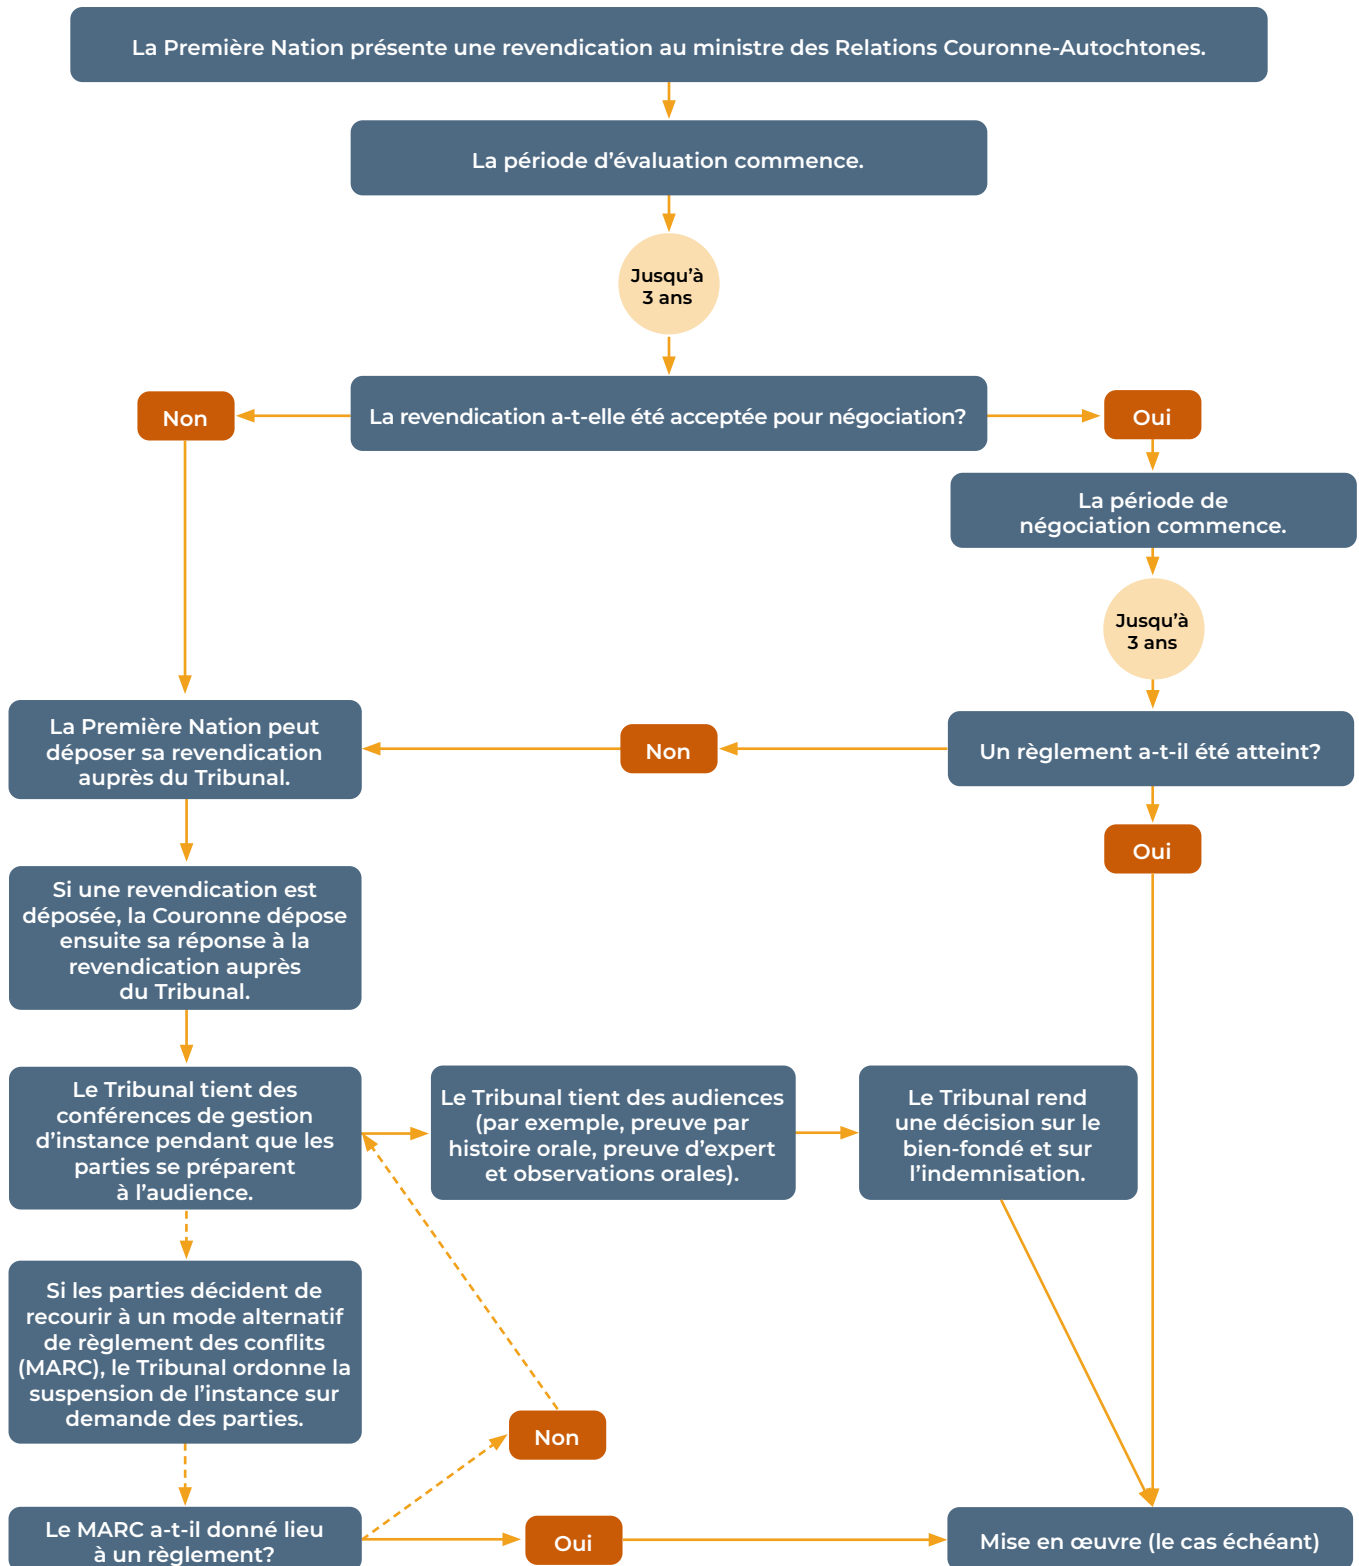 La Première Nation présente une revendication au ministre des Relations Couronne-Autochtones.
La période d’évaluation commence.
Jusqu’à
3 ans
La revendication a-t-elle été acceptée pour négociation?
Non
Oui
La période de
négociation commence.
Jusqu’à
3 ans
Un règlement a-t-il été atteint?
Non
Oui
La Première Nation peut
déposer sa revendication
auprès du Tribunal.
Si une revendication est
déposée, la Couronne dépose
ensuite sa réponse à la
revendication auprès
du Tribunal.
Le Tribunal tient des
conférences de gestion
d’instance pendant que les
parties se préparent
à l’audience.
Le Tribunal tient des audiences
(par exemple, preuve par
histoire orale, preuve d’expert
et observations orales).
Le Tribunal rend
une décision sur le
bien-fondé et sur
l’indemnisation.
Si les parties décident de
recourir à un mode alternatif
de règlement des conflits
(MARC), le Tribunal ordonne la
suspension de l’instance sur
demande des parties.
Non
Le MARC a-t-il donné lieu
à un règlement?
Oui
Mise en œuvre (le cas échéant)